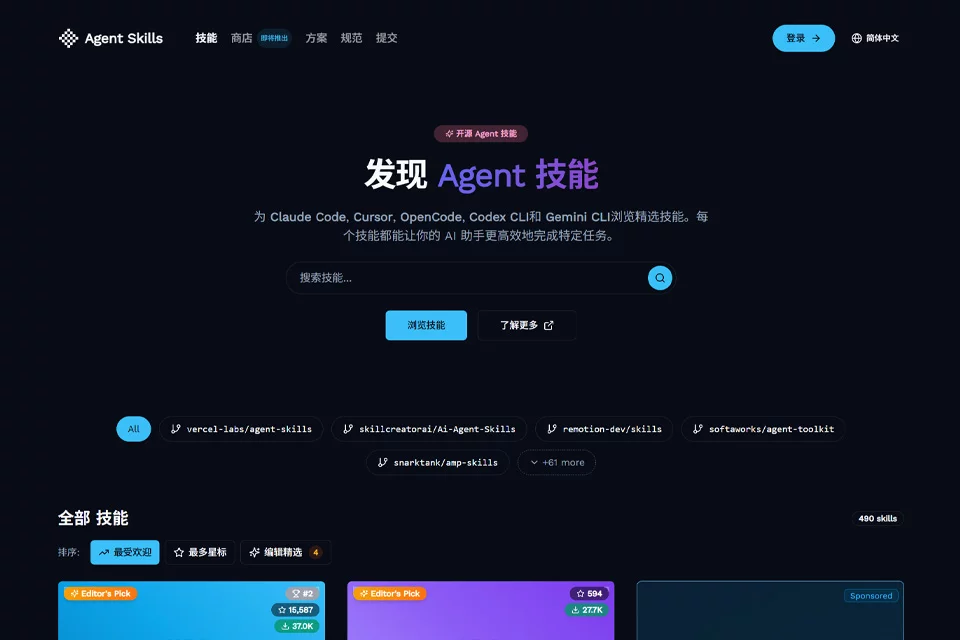 Agent Skills
技能
商店
即将推出
方案
规范
提交
登录
简体中文
开源 Agent 技能
发现 Agent 技能
为 Claude Code, Cursor, OpenCode, Codex CLI和 Gemini CLI浏览精选技能。每
个技能都能让你的 AI 助手更高效地完成特定任务。
搜索技能...
浏览技能
了解更多
All
vercel-labs/agent-skills
skillcreatorai/Ai-Agent-Skills
remotion-dev/skills
softaworks/agent-toolkit
snarktank/amp-skills
+61 more
全部 技能
490 skills
排序:
最受欢迎
最多星标
编辑精选
4
Editor's Pick
#2
15,587
37.0K
Editor's Pick
594
27.7K
Sponsored